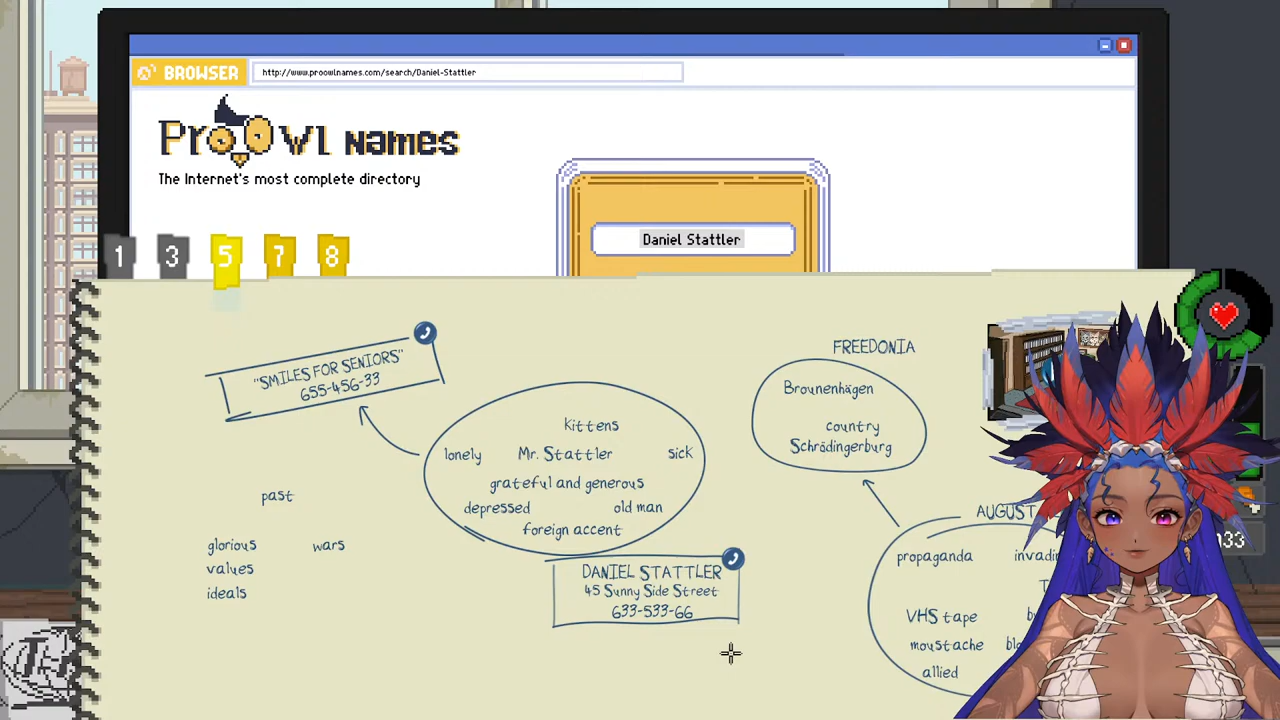 BROWSER
http://www.proowlnames.com/search/Daniel-Stattler
PrOOwl names
The Internet's most complete directory
Daniel Stattler
1 3 5 7 8
"SMILES FOR SENIORS"
655-456-33
kittens
lonely Mr. Stattler sick
grateful and generous
depressed old man
foreign accent
past
glorious wars
values
ideals
DANIEL STATTLER
45 Sunny Side Street
633-533-66
FREEDONIA
Brounenhägen
country
Schrödingerburg
AUGUST
propaganda
VHS tape
moustache
allied